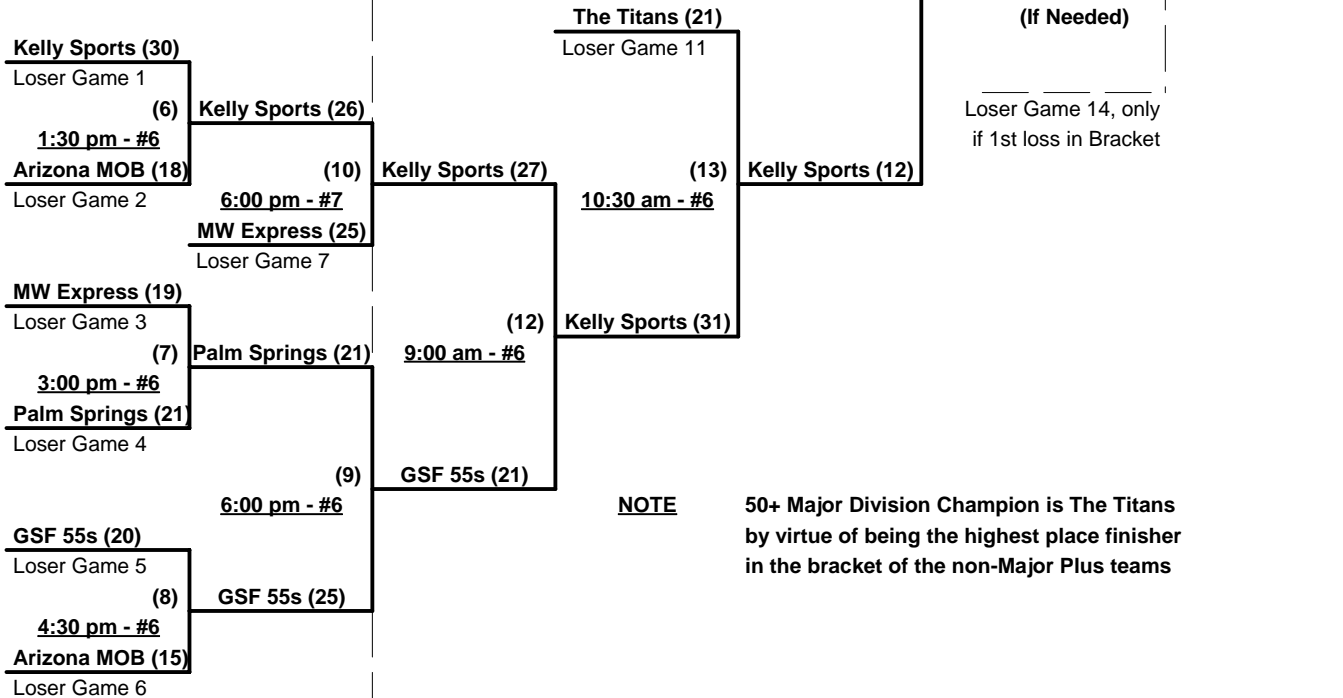 The Titans (21)
(If Needed)
Kelly Sports (30)
Loser Game 11
Loser Game 1
(6)
Kelly Sports (26)
Loser Game 14, only
1:30 pm - #6
if 1st loss in Bracket
Arizona MOB (18)
(10)
Kelly Sports (27)
(13)
Kelly Sports (12)
Loser Game 2
6:00 pm - #7
10:30 am - #6
MW Express (25)
Loser Game 7
MW Express (19)
Loser Game 3
(12)
Kelly Sports (31)
(7)
Palm Springs (21)
9:00 am - #6
3:00 pm - #6
Palm Springs (21)
Loser Game 4
(9)
GSF 55s (21)
6:00 pm - #6
NOTE
50+ Major Division Champion is The Titans
by virtue of being the highest place finisher
in the bracket of the non-Major Plus teams
GSF 55s (20)
Loser Game 5
(8)
GSF 55s (25)
4:30 pm - #6
Arizona MOB (15)
Loser Game 6